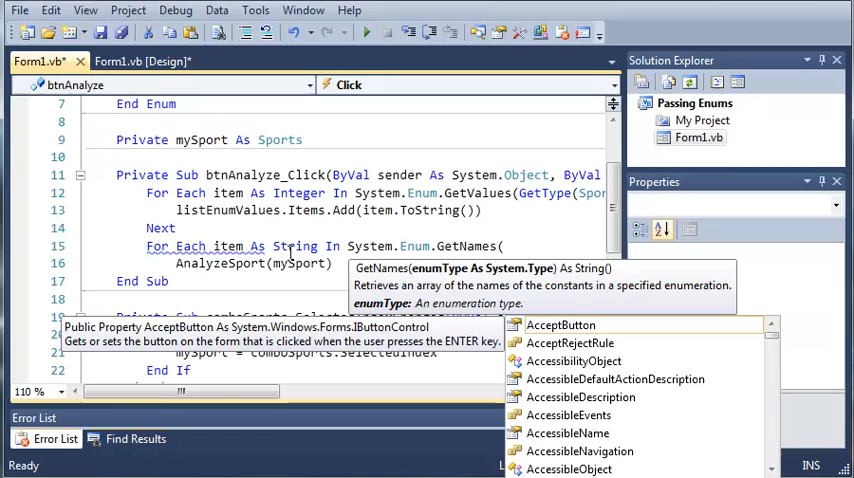 File Edit View Project Debug Data Tools Window Help
Form1.vb* Form1.vb [Design]*
btnAnalyze Click
7 End Enum
8
9 Private mySport As Sports
10
11 Private Sub btnAnalyze_Click(ByVal sender As System.Object, ByVal
12 For Each item As Integer In System.Enum.GetValues(GetType(Spor
13 listEnumValues.Items.Add(item.ToString())
14 Next
15 For Each item As String In System.Enum.GetNames(
16 AnalyzeSport(mySport)
17 End Sub
18
GetNames(enumType As System.Type) As String()
Retrieves an array of the names of the constants in a specified enumeration.
enumType: An enumeration type.
Public Property AcceptButton As System.Windows.Forms.IButtonControl
Gets or sets the button on the form that is clicked when the user presses the ENTER key.
21 mySport = comboSports.SelectedIndex
22 End If
AcceptButton
AcceptRejectRule
AccessibilityObject
AccessibleDefaultActionDescription
AccessibleDescription
AccessibleEvents
AccessibleName
AccessibleNavigation
AccessibleObject
110 %
Error List
Error List Find Results
Ready
INS
Solution Explorer
Passing Enums
My Project
Form1.vb
Properties